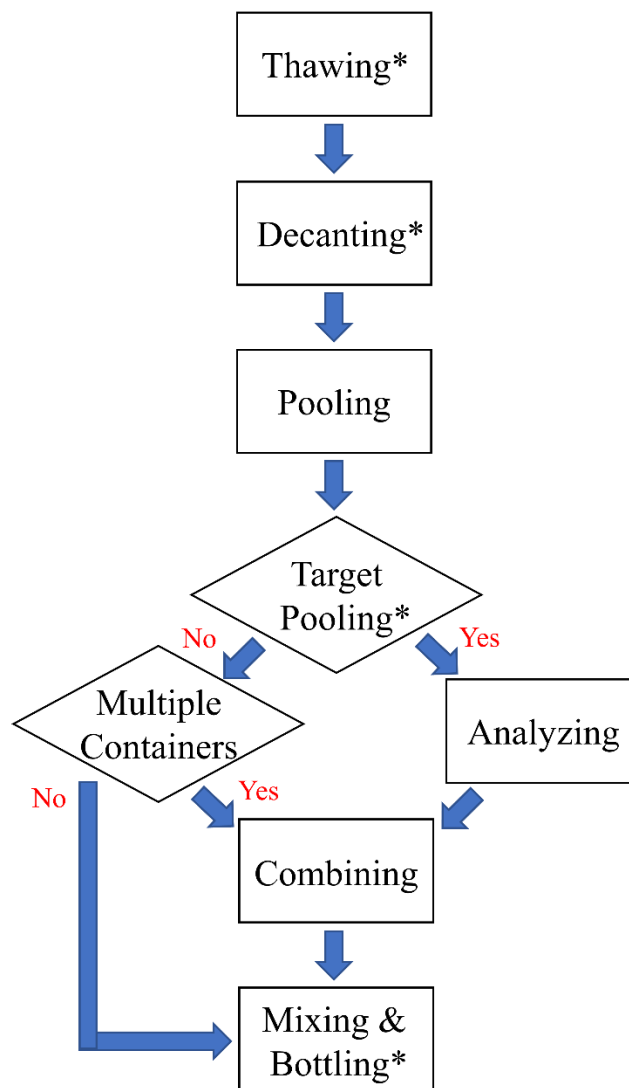 Thawing*
Decanting*
Pooling
Target
Pooling*
No
Yes
Multiple
Containers
Analyzing
No
Yes
Combining
Mixing &
Bottling*